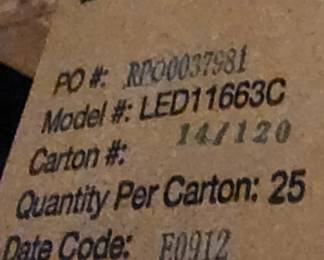 PO #: RPO0037981
Model #: LED11663C
Carton #: 14/120
Quantity Per Carton: 25
Date Code: E0912